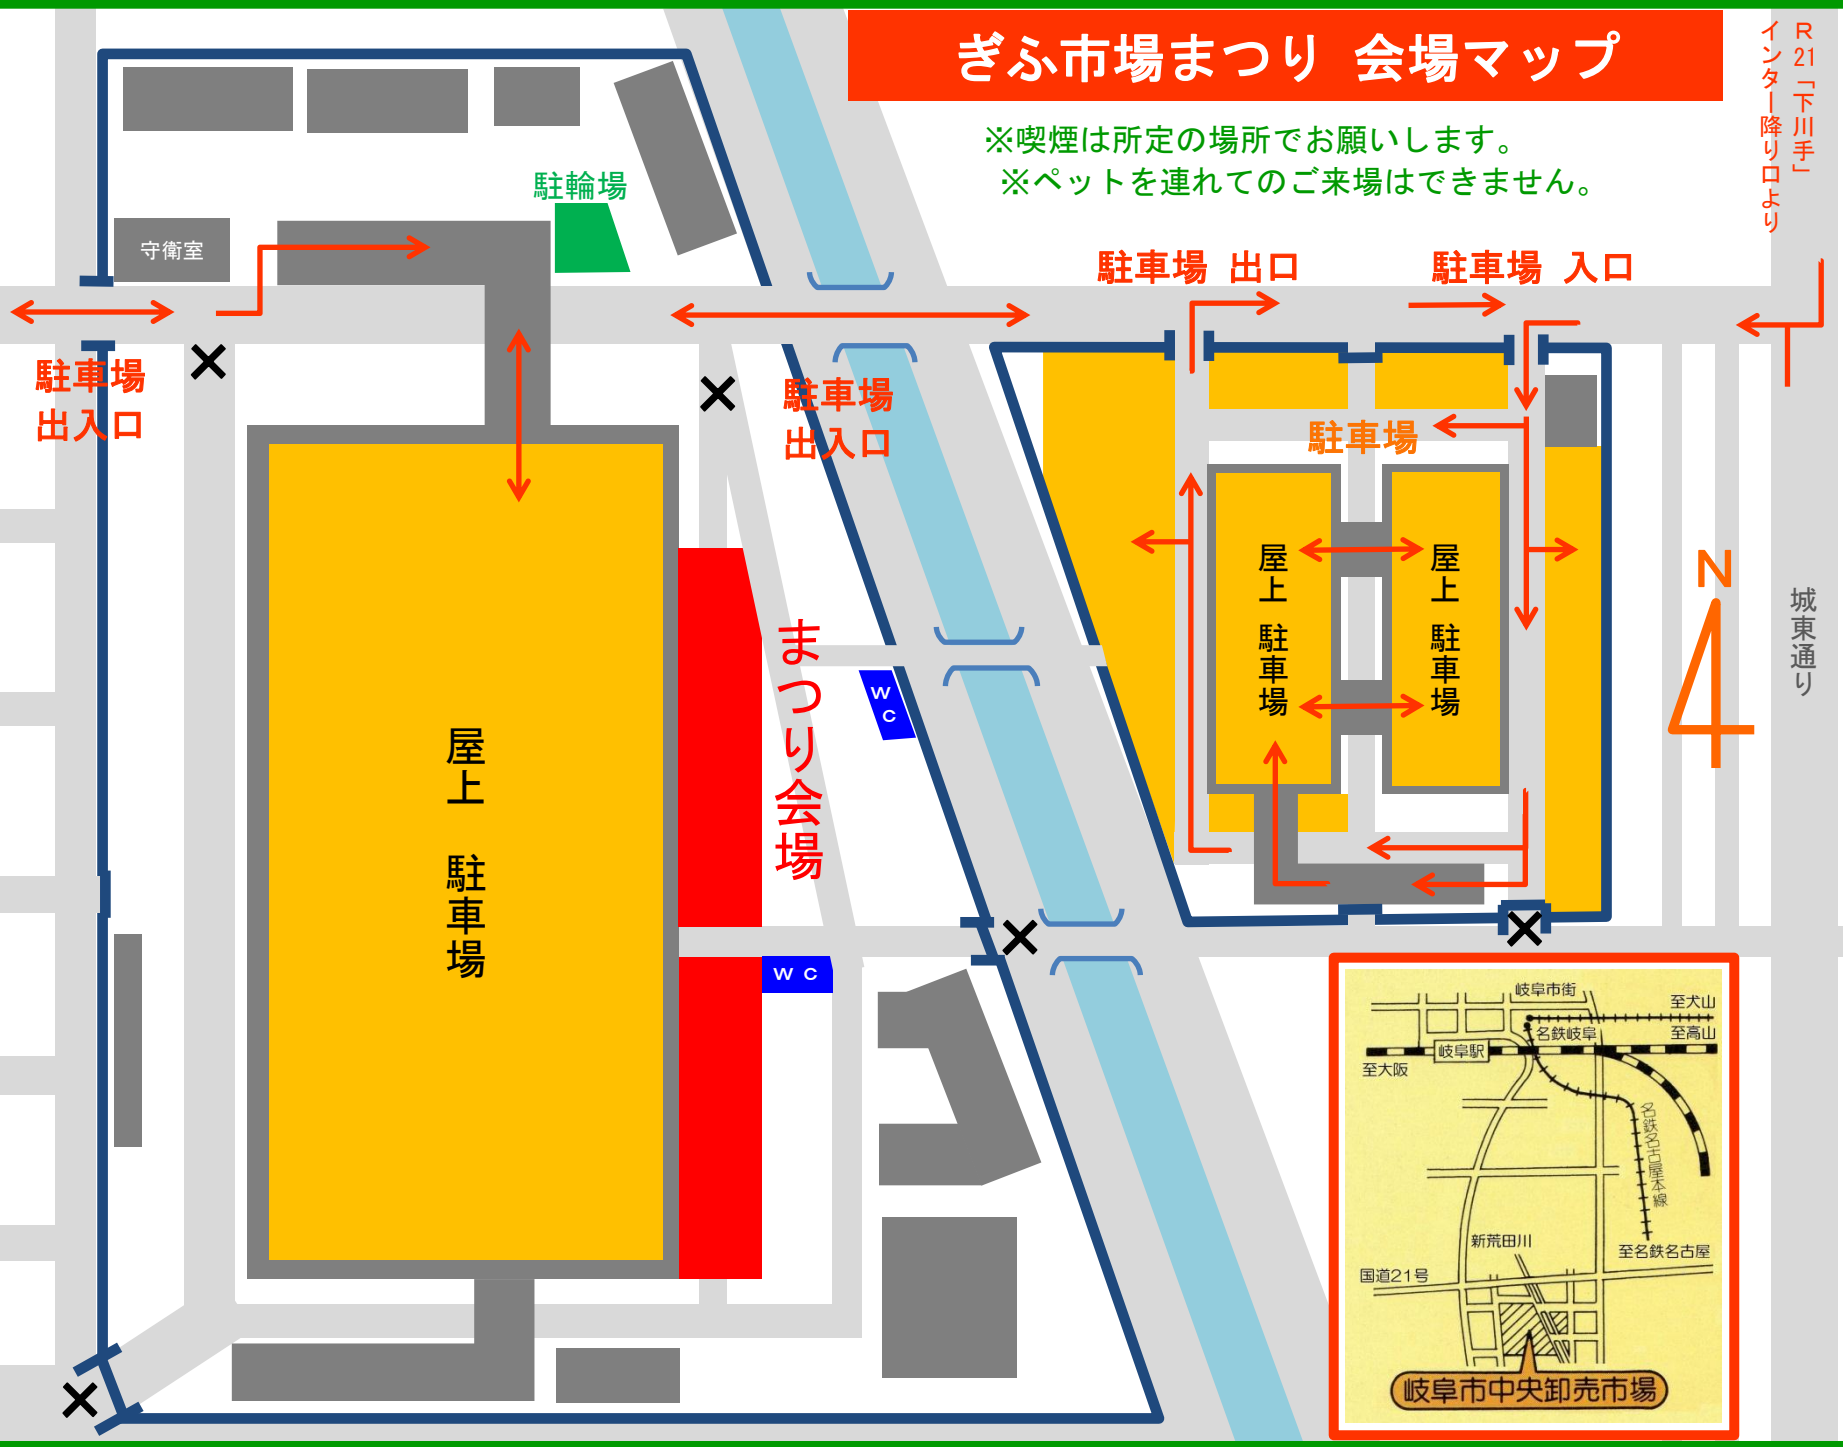 ぎふ市場まつり 会場マップ
※喫煙は所定の場所でお願いします。
※ペットを連れてのご来場はできません。
R21「下川手」
インター降り口より
駐輪場
守衛室
駐車場 出口
駐車場 入口
駐車場
出入口
駐車場
出入口
駐車場
屋上 駐車場
屋上 駐車場
N
城東通り
まつり会場
WC
屋上 駐車場
WC
岐阜市街
至犬山
名鉄岐阜
至高山
岐阜駅
至大阪
名鉄名古屋本線
新荒田川
至名鉄名古屋
国道21号
岐阜市中央卸売市場